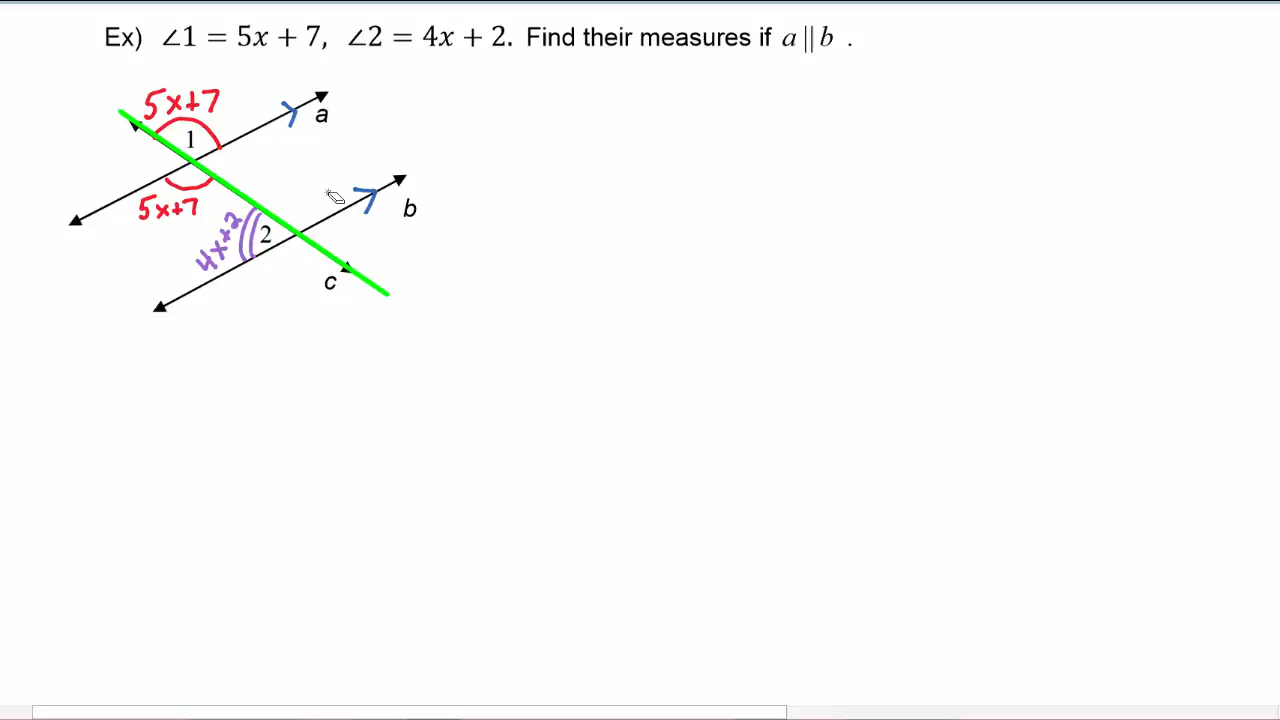 Ex) ∠1 = 5x + 7, ∠2 = 4x + 2. Find their measures if a || b .
5x+7
a
1
5x+7
b
4x+2
2
c